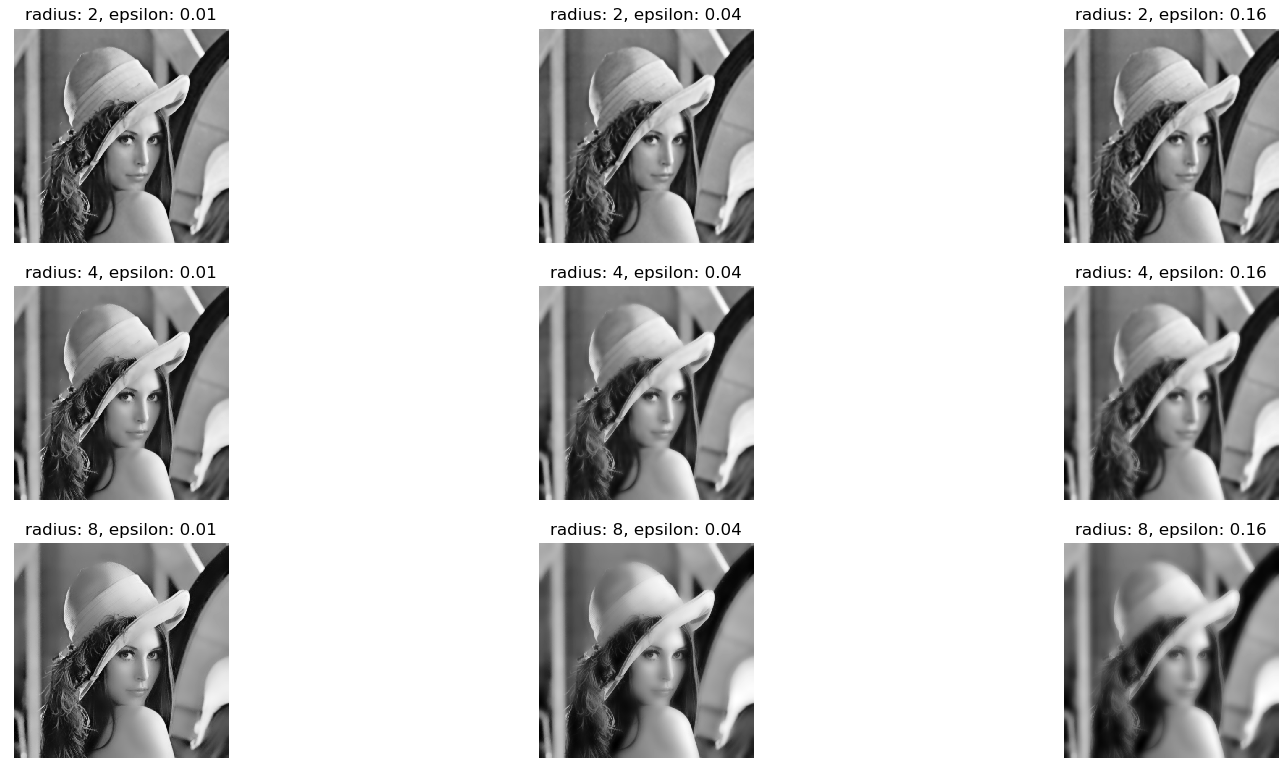 radius: 2, epsilon: 0.01
radius: 2, epsilon: 0.04
radius: 2, epsilon: 0.16
radius: 4, epsilon: 0.01
radius: 4, epsilon: 0.04
radius: 4, epsilon: 0.16
radius: 8, epsilon: 0.01
radius: 8, epsilon: 0.04
radius: 8, epsilon: 0.16